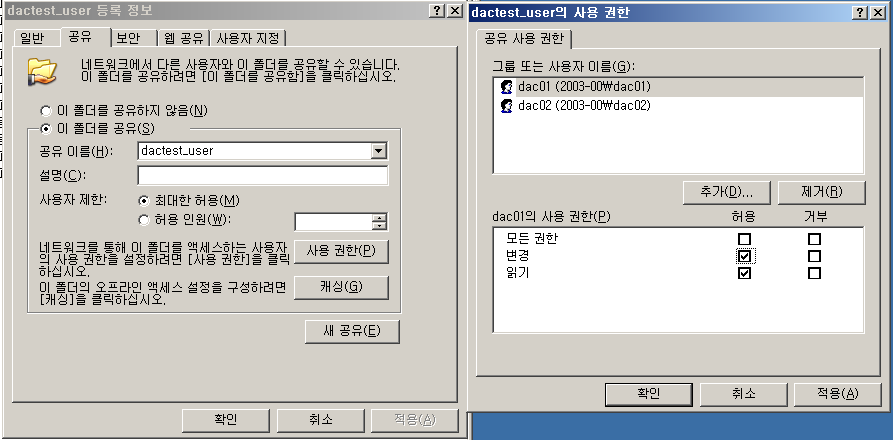 dactest_user 등록 정보
일반
공유
보안
웹 공유
사용자 지정
네트워크에서 다른 사용자와 이 폴더를 공유할 수 있습니다.
이 폴더를 공유하려면 [이 폴더를 공유함]을 클릭하십시오.
이 폴더를 공유하지 않음(N)
이 폴더를 공유(S)
공유 이름(H):
dactest_user
설명(C):
사용자 제한:
최대한 허용(M)
허용 인원(W):
네트워크를 통해 이 폴더를 액세스하는 사용자
의 사용 권한을 설정하려면 [사용 권한]을 클릭
하십시오.
사용 권한(P)
이 폴더의 오프라인 액세스 설정을 구성하려면
[캐싱]을 클릭하십시오.
캐싱(G)
새 공유(E)
확인
취소
적용(A)
dactest_user의 사용 권한
공유 사용 권한
그룹 또는 사용자 이름(G):
dac01 (2003-00₩dac01)
dac02 (2003-00₩dac02)
추가(D)...
제거(R)
dac01의 사용 권한(P)
허용
거부
모든 권한
변경
읽기
확인
취소
적용(A)